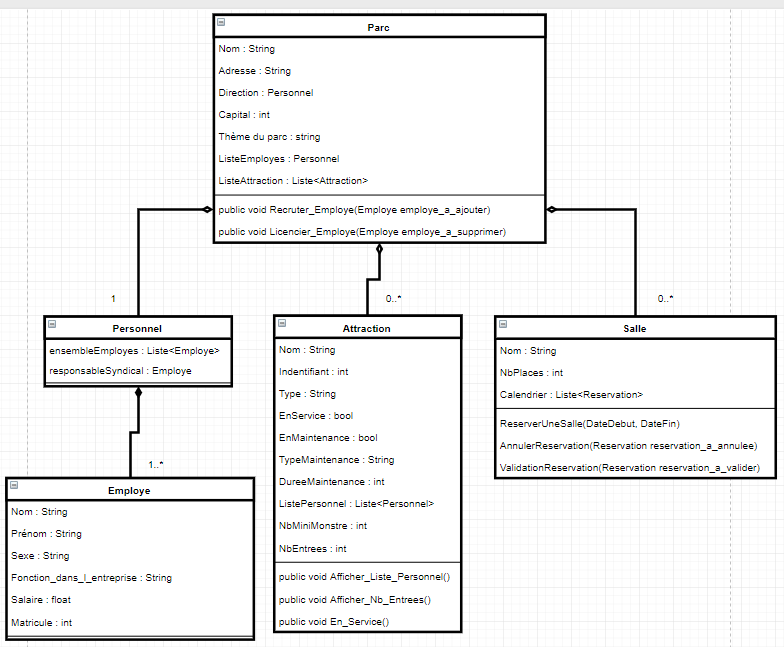 Parc
Nom : String
Adresse : String
Direction : Personnel
Capital : int
Thème du parc : string
ListeEmployes : Personnel
ListeAttraction : Liste<Attraction>
public void Recruter_Employe(Employe employe_a_ajouter)
public void Licencier_Employe(Employe employe_a_supprimer)
1
0..*
0..*
Personnel
ensembleEmployes : Liste<Employe>
responsableSyndical : Employe
1..*
Employe
Nom : String
Prénom : String
Sexe : String
Fonction_dans_l_entreprise : String
Salaire : float
Matricule : int
Attraction
Nom : String
Indentifiant : int
Type : String
EnService : bool
EnMaintenance : bool
TypeMaintenance : String
DureeMaintenance : int
ListePersonnel : Liste<Personnel>
NbMiniMonstre : int
NbEntrees : int
public void Afficher_Liste_Personnel()
public void Afficher_Nb_Entrees()
public void En_Service()
Salle
Nom : String
NbPlaces : int
Calendrier : Liste<Reservation>
ReserverUneSalle(DateDebut, DateFin)
AnnulerReservation(Reservation reservation_a_annulee)
ValidationReservation(Reservation reservation_a_valider)